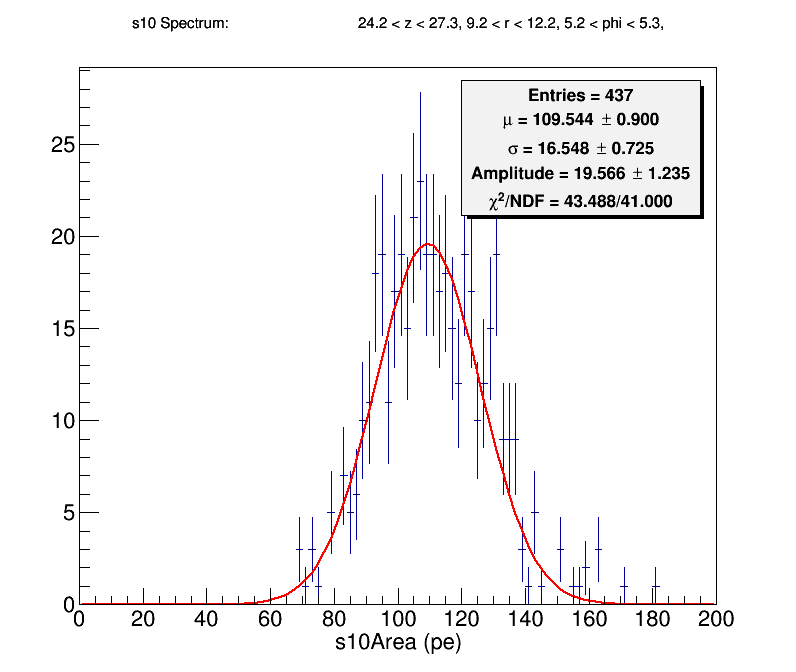 s10 Spectrum: 24.2 < z < 27.3, 9.2 < r < 12.2, 5.2 < phi < 5.3,
Entries = 437
μ = 109.544 ± 0.900
σ = 16.548 ± 0.725
Amplitude = 19.566 ± 1.235
χ²/NDF = 43.488/41.000
25
20
15
10
5
0
0 20 40 60 80 100 120 140 160 180 200
s10Area (pe)